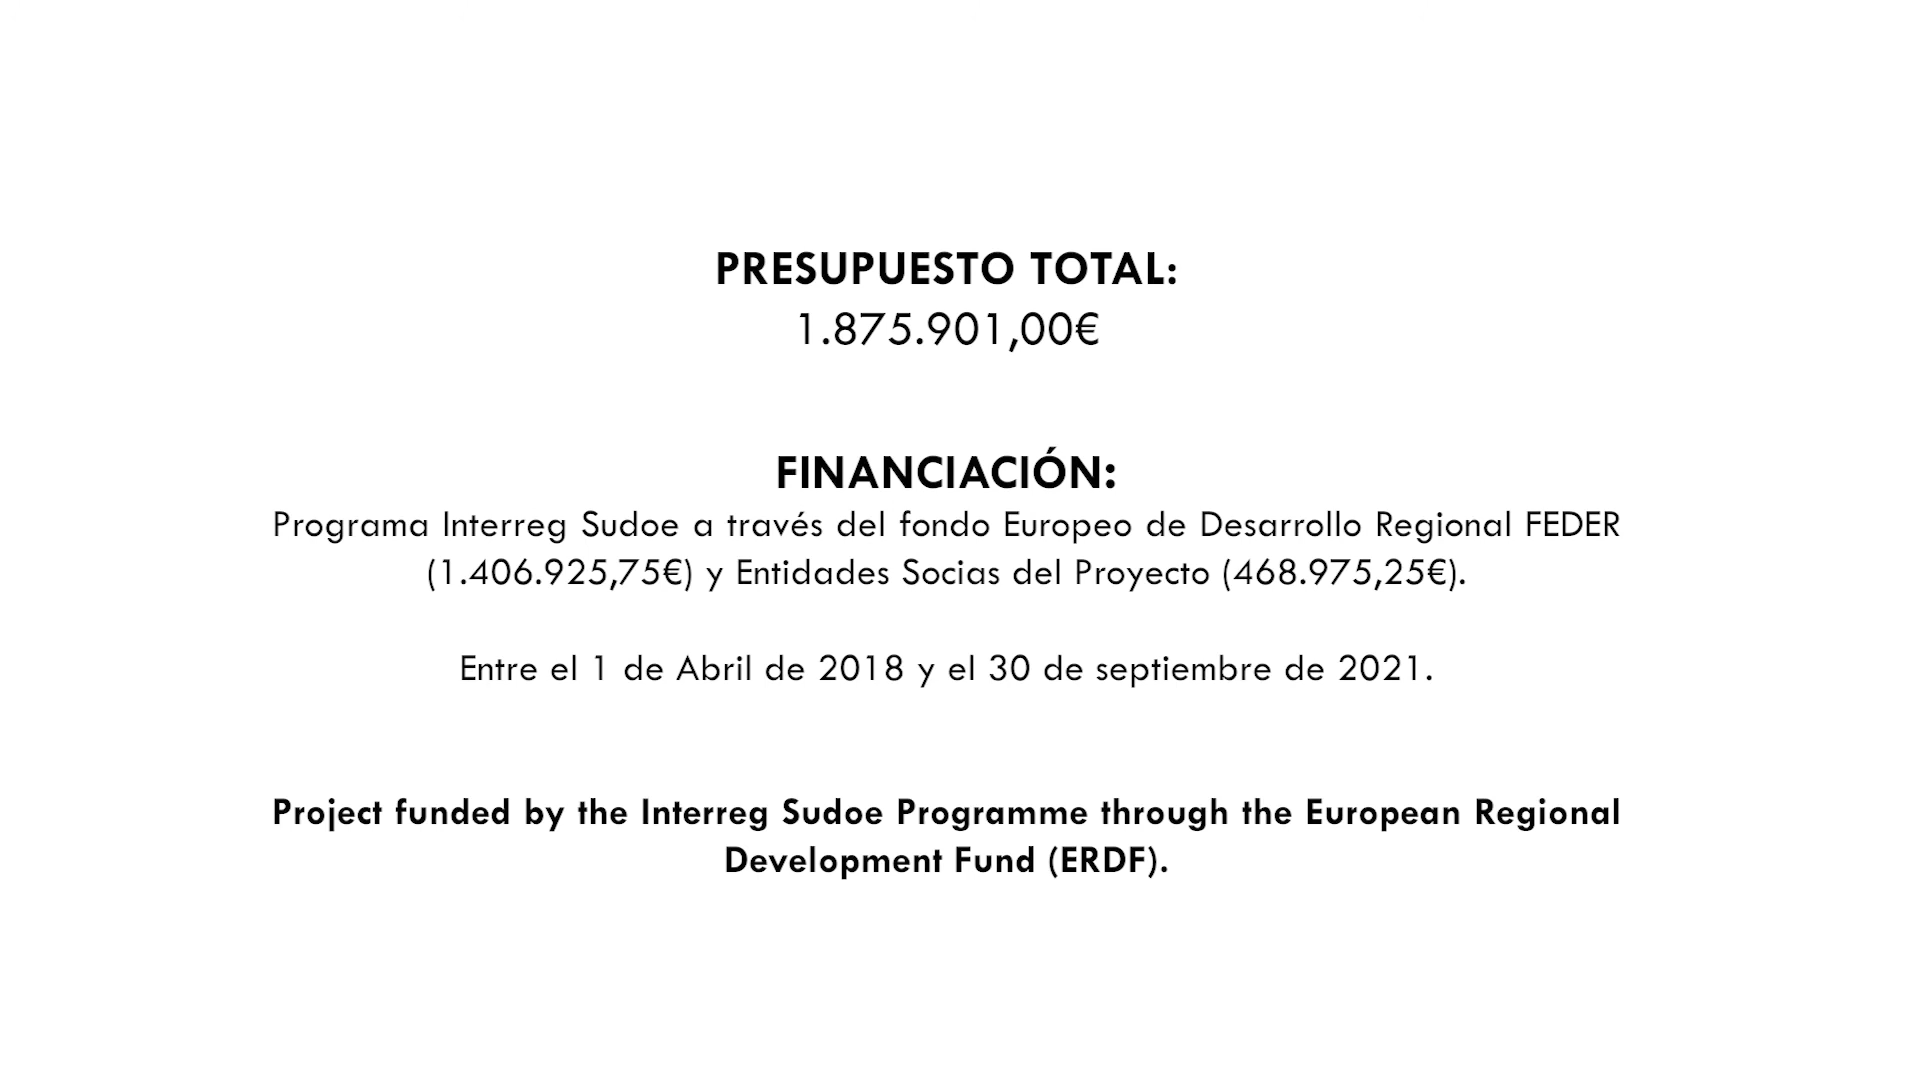 PRESUPUESTO TOTAL:
1.875.901,00€
FINANCIACIÓN:
Programa Interreg Sudoe a través del fondo Europeo de Desarrollo Regional FEDER
(1.406.925,75€) y Entidades Socias del Proyecto (468.975,25€).
Entre el 1 de Abril de 2018 y el 30 de septiembre de 2021.
Project funded by the Interreg Sudoe Programme through the European Regional
Development Fund (ERDF).